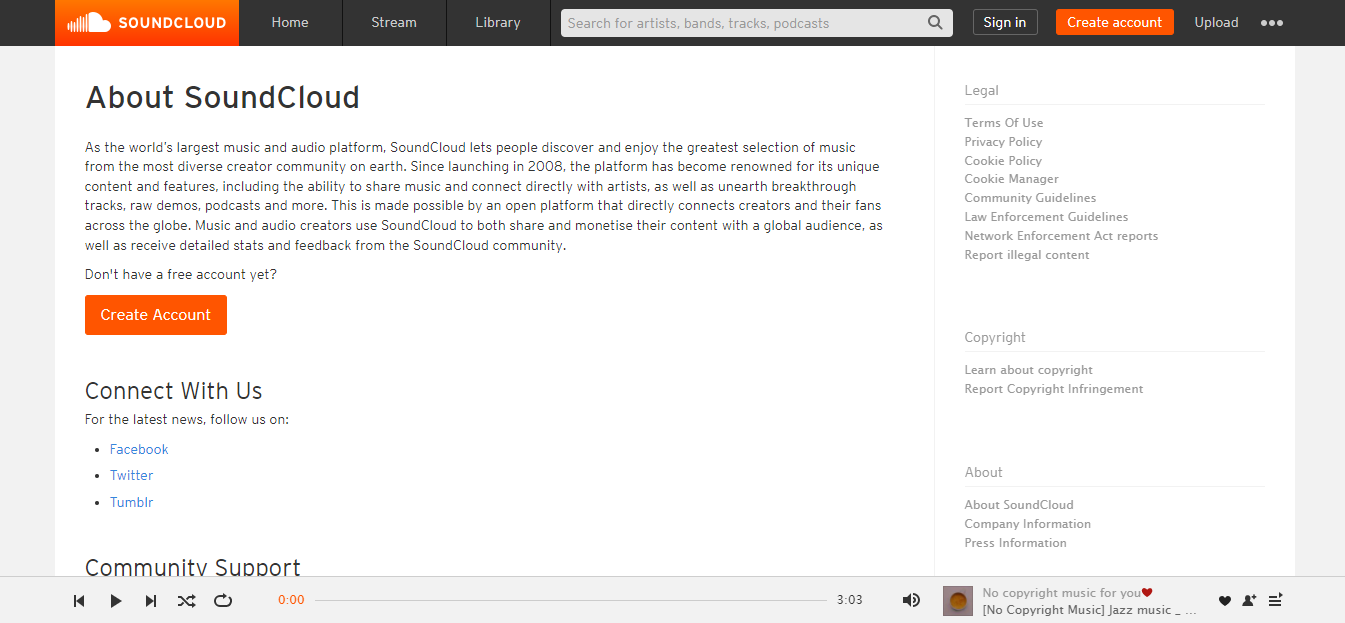 SOUNDCLOUD
Home
Stream
Library
Search for artists, bands, tracks, podcasts
Sign in
Create account
Upload
About SoundCloud
As the world's largest music and audio platform, SoundCloud lets people discover and enjoy the greatest selection of music
from the most diverse creator community on earth. Since launching in 2008, the platform has become renowned for its unique
content and features, including the ability to share music and connect directly with artists, as well as unearth breakthrough
tracks, raw demos, podcasts and more. This is made possible by an open platform that directly connects creators and their fans
across the globe. Music and audio creators use SoundCloud to both share and monetise their content with a global audience, as
well as receive detailed stats and feedback from the SoundCloud community.
Don't have a free account yet?
Create Account
Connect With Us
For the latest news, follow us on:
Facebook
Twitter
Tumblr
Community Support
Legal
Terms Of Use
Privacy Policy
Cookie Policy
Cookie Manager
Community Guidelines
Law Enforcement Guidelines
Network Enforcement Act reports
Report illegal content
Copyright
Learn about copyright
Report Copyright Infringement
About
About SoundCloud
Company Information
Press Information
0:00
3:03
No copyright music for you❤
[No Copyright Music] Jazz music _ ...